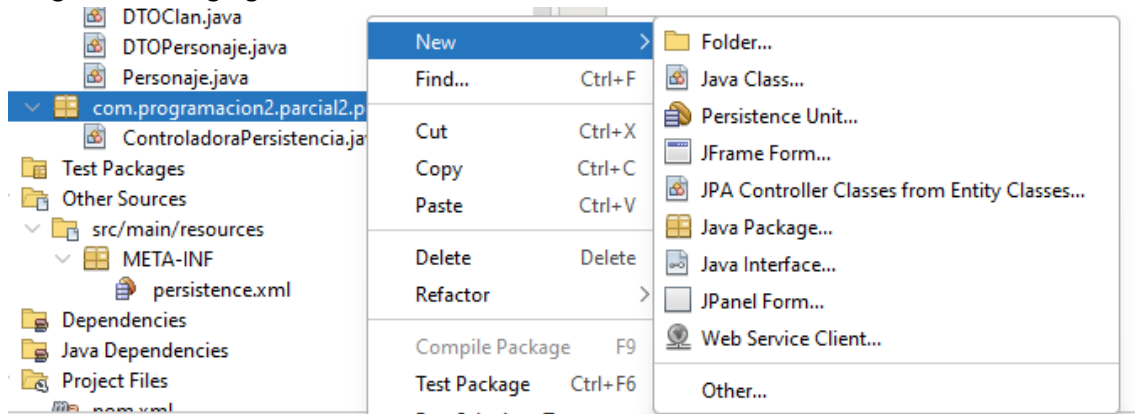 DTOClan.java
DTOPersonaje.java
Personaje.java
com.programacion2.parcial2.p
ControladoraPersistencia.ja
Test Packages
Other Sources
src/main/resources
META-INF
persistence.xml
Dependencies
Java Dependencies
Project Files
pom.xml
New
Find... Ctrl+F
Cut Ctrl+X
Copy Ctrl+C
Paste Ctrl+V
Delete Delete
Refactor
Compile Package F9
Test Package Ctrl+F6
Folder...
Java Class...
Persistence Unit...
JFrame Form...
JPA Controller Classes from Entity Classes...
Java Package...
Java Interface...
JPanel Form...
Web Service Client...
Other...